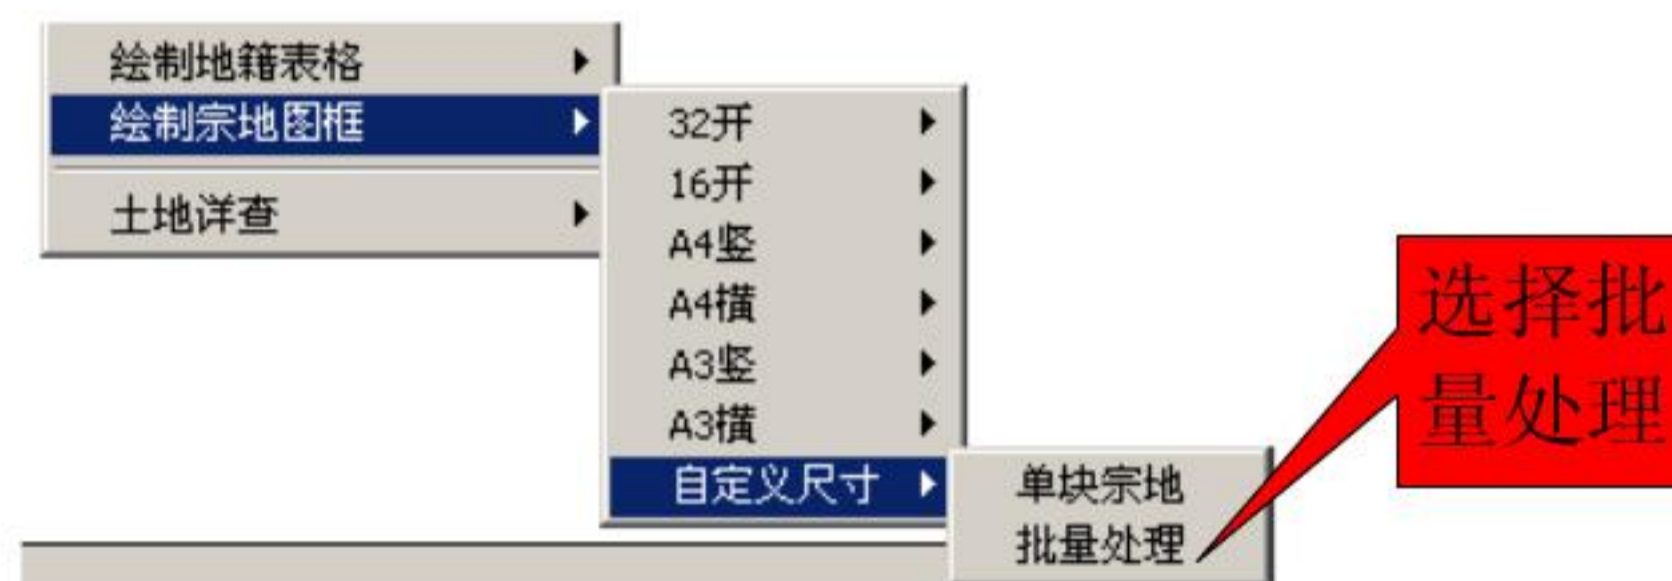 绘制地籍表格
绘制宗地图框
土地详查
32开
16开
A4竖
A4横
A3竖
A3横
自定义尺寸
单块宗地
批量处理
选择批
量处理